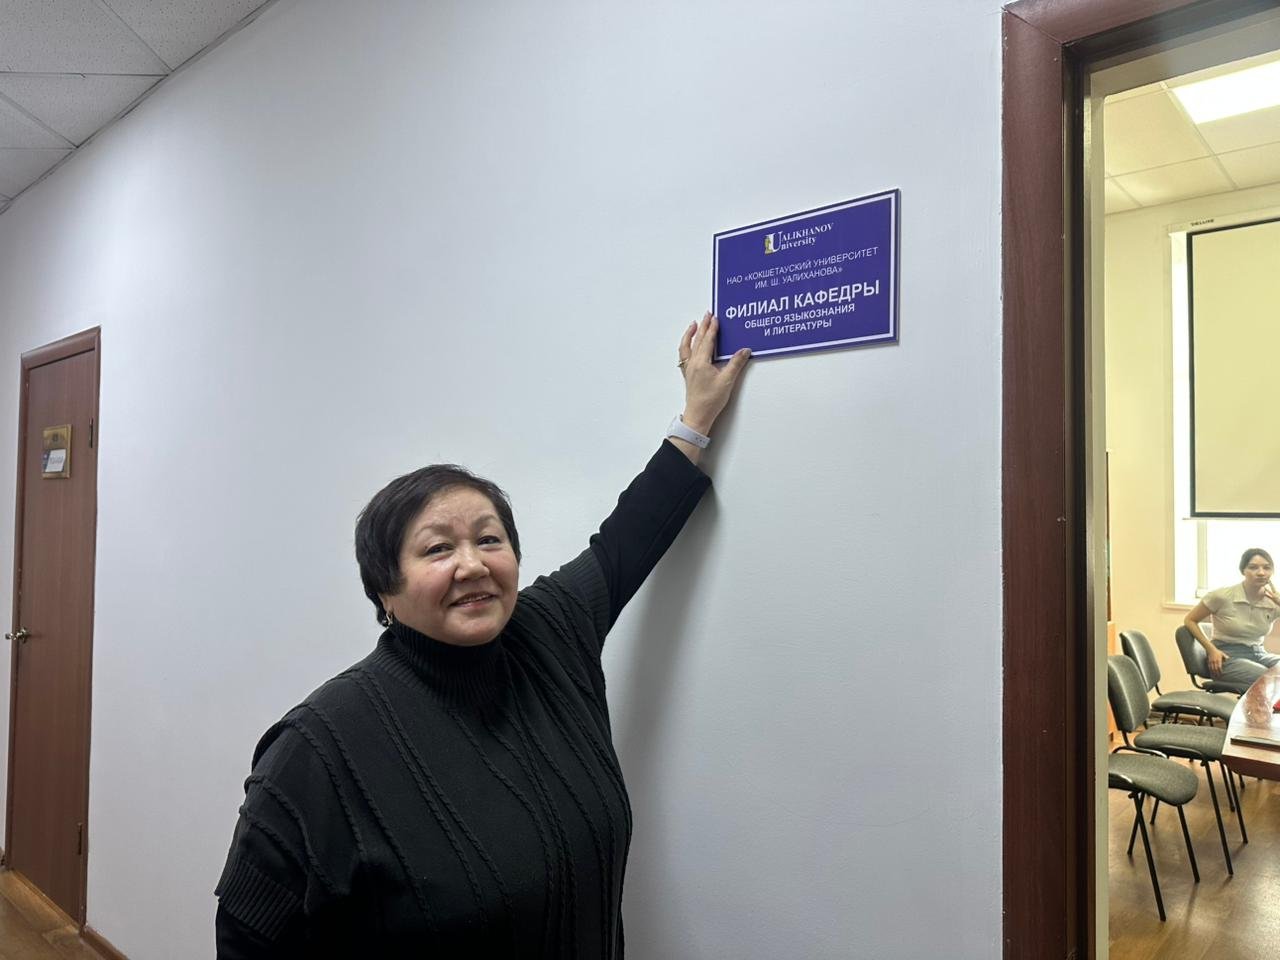 UALIKHANOV
University
НАО «КОКШЕТАУСКИЙ УНИВЕРСИТЕТ
ИМ. Ш. УАЛИХАНОВА»
ФИЛИАЛ КАФЕДРЫ
ОБЩЕГО ЯЗЫКОЗНАНИЯ
И ЛИТЕРАТУРЫ